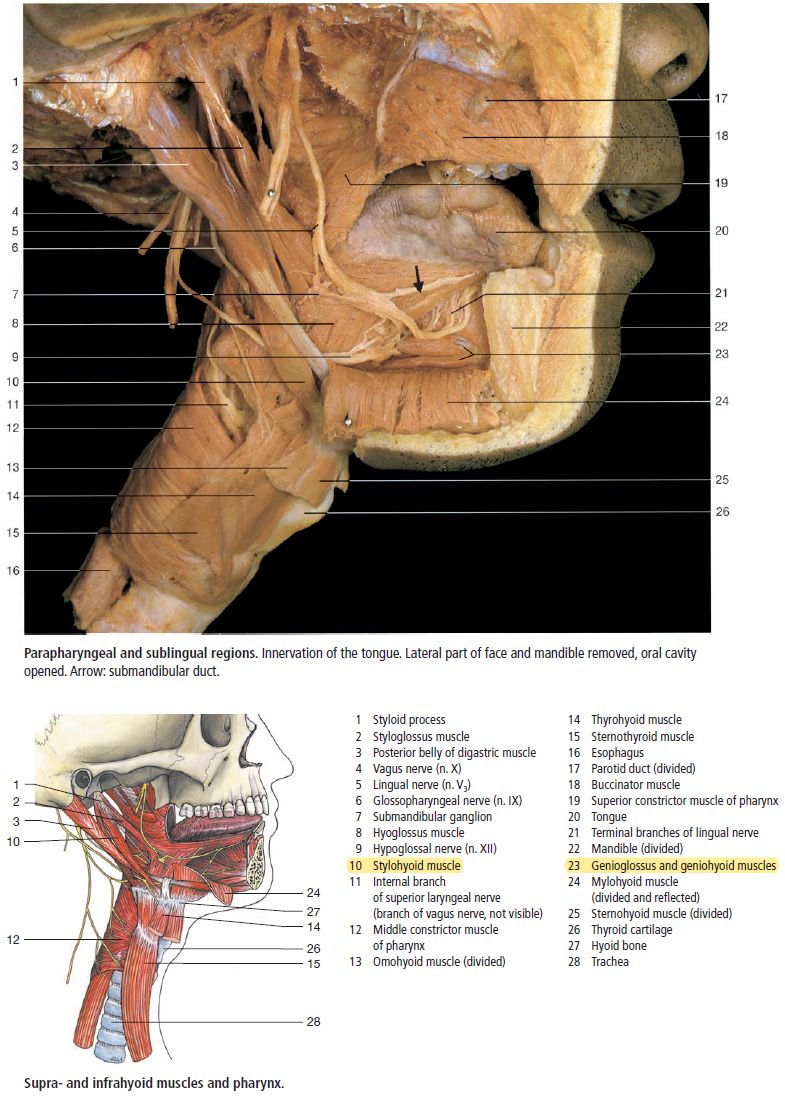 1
2
3
4
5
6
7
8
9
10
11
12
13
14
15
16
17
18
19
20
21
22
23
24
25
26
Parapharyngeal and sublingual regions. Innervation of the tongue. Lateral part of face and mandible removed, oral cavity
opened. Arrow: submandibular duct.
1
2
3
10
12
24
27
14
26
15
28
Supra- and infrahyoid muscles and pharynx.
1 Styloid process
2 Styloglossus muscle
3 Posterior belly of digastric muscle
4 Vagus nerve (n. X)
5 Lingual nerve (n. V3)
6 Glossopharyngeal nerve (n. IX)
7 Submandibular ganglion
8 Hyoglossus muscle
9 Hypoglossal nerve (n. XII)
10 Stylohyoid muscle
11 Internal branch
of superior laryngeal nerve
(branch of vagus nerve, not visible)
12 Middle constrictor muscle
of pharynx
13 Omohyoid muscle (divided)
14 Thyrohyoid muscle
15 Sternothyroid muscle
16 Esophagus
17 Parotid duct (divided)
18 Buccinator muscle
19 Superior constrictor muscle of pharynx
20 Tongue
21 Terminal branches of lingual nerve
22 Mandible (divided)
23 Genioglossus and geniohyoid muscles
24 Mylohyoid muscle
(divided and reflected)
25 Sternohyoid muscle (divided)
26 Thyroid cartilage
27 Hyoid bone
28 Trachea